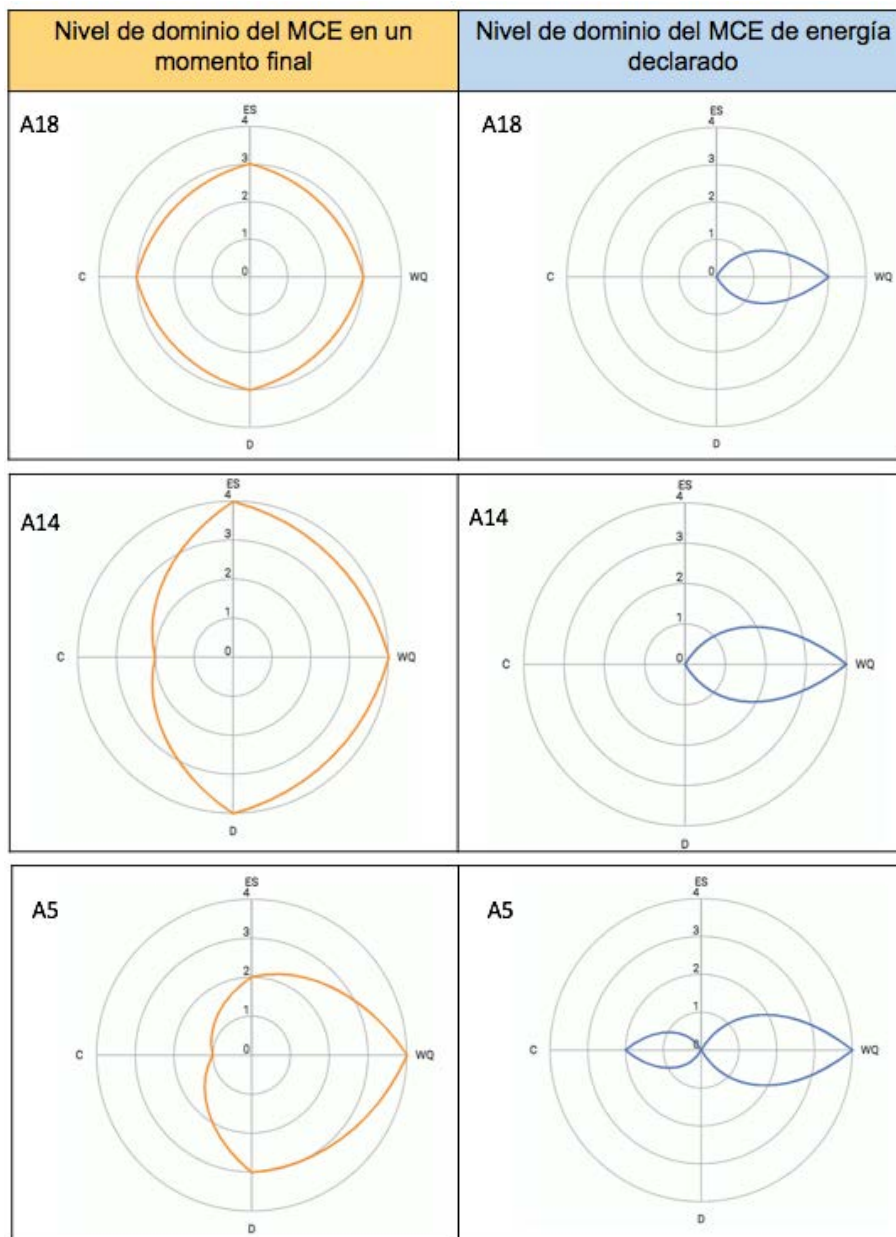 Nivel de dominio del MCE en un
momento final
Nivel de dominio del MCE de energía
declarado
A18
ES
4
3
2
1
0
C
WQ
D
A18
ES
4
3
2
1
0
C
WQ
D
A14
ES
4
3
2
1
0
C
WQ
D
A14
ES
4
3
2
1
0
C
WQ
D
A5
ES
4
3
2
1
0
C
WQ
D
A5
ES
4
3
2
1
0
C
WQ
D